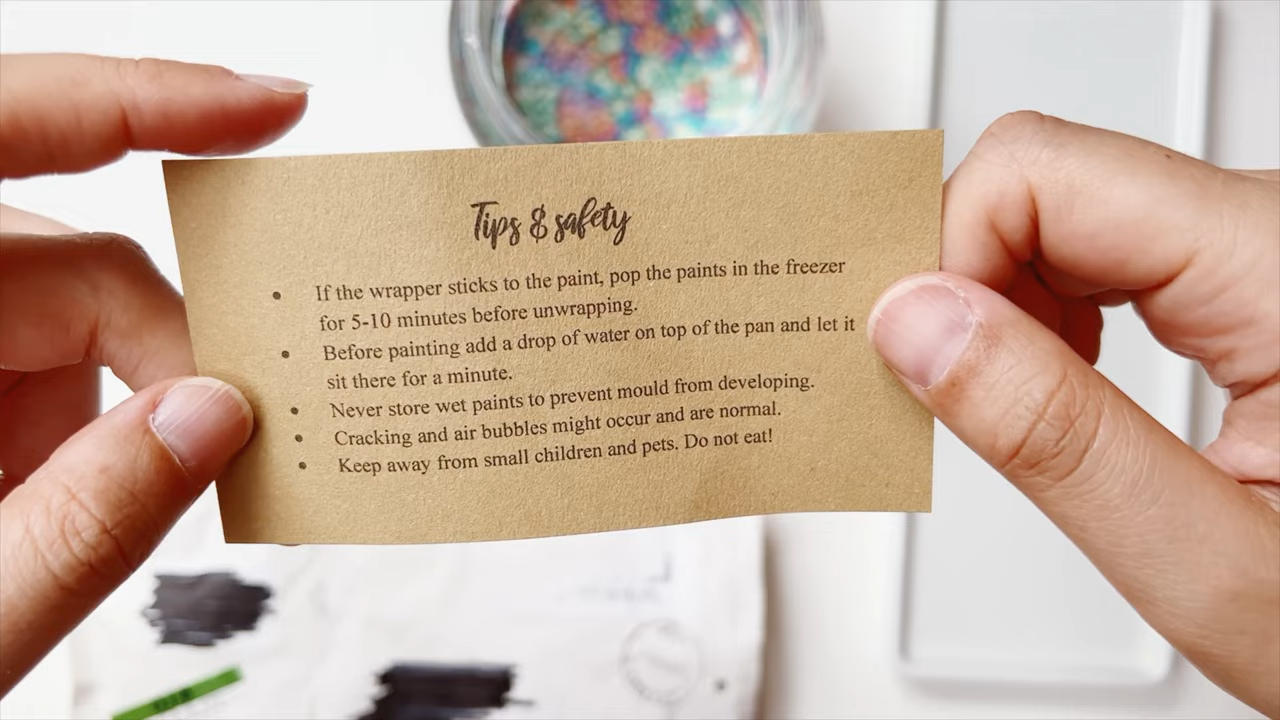 Tips & safety
• If the wrapper sticks to the paint, pop the paints in the freezer
for 5-10 minutes before unwrapping.
• Before painting add a drop of water on top of the pan and let it
sit there for a minute.
• Never store wet paints to prevent mould from developing.
• Cracking and air bubbles might occur and are normal.
• Keep away from small children and pets. Do not eat!